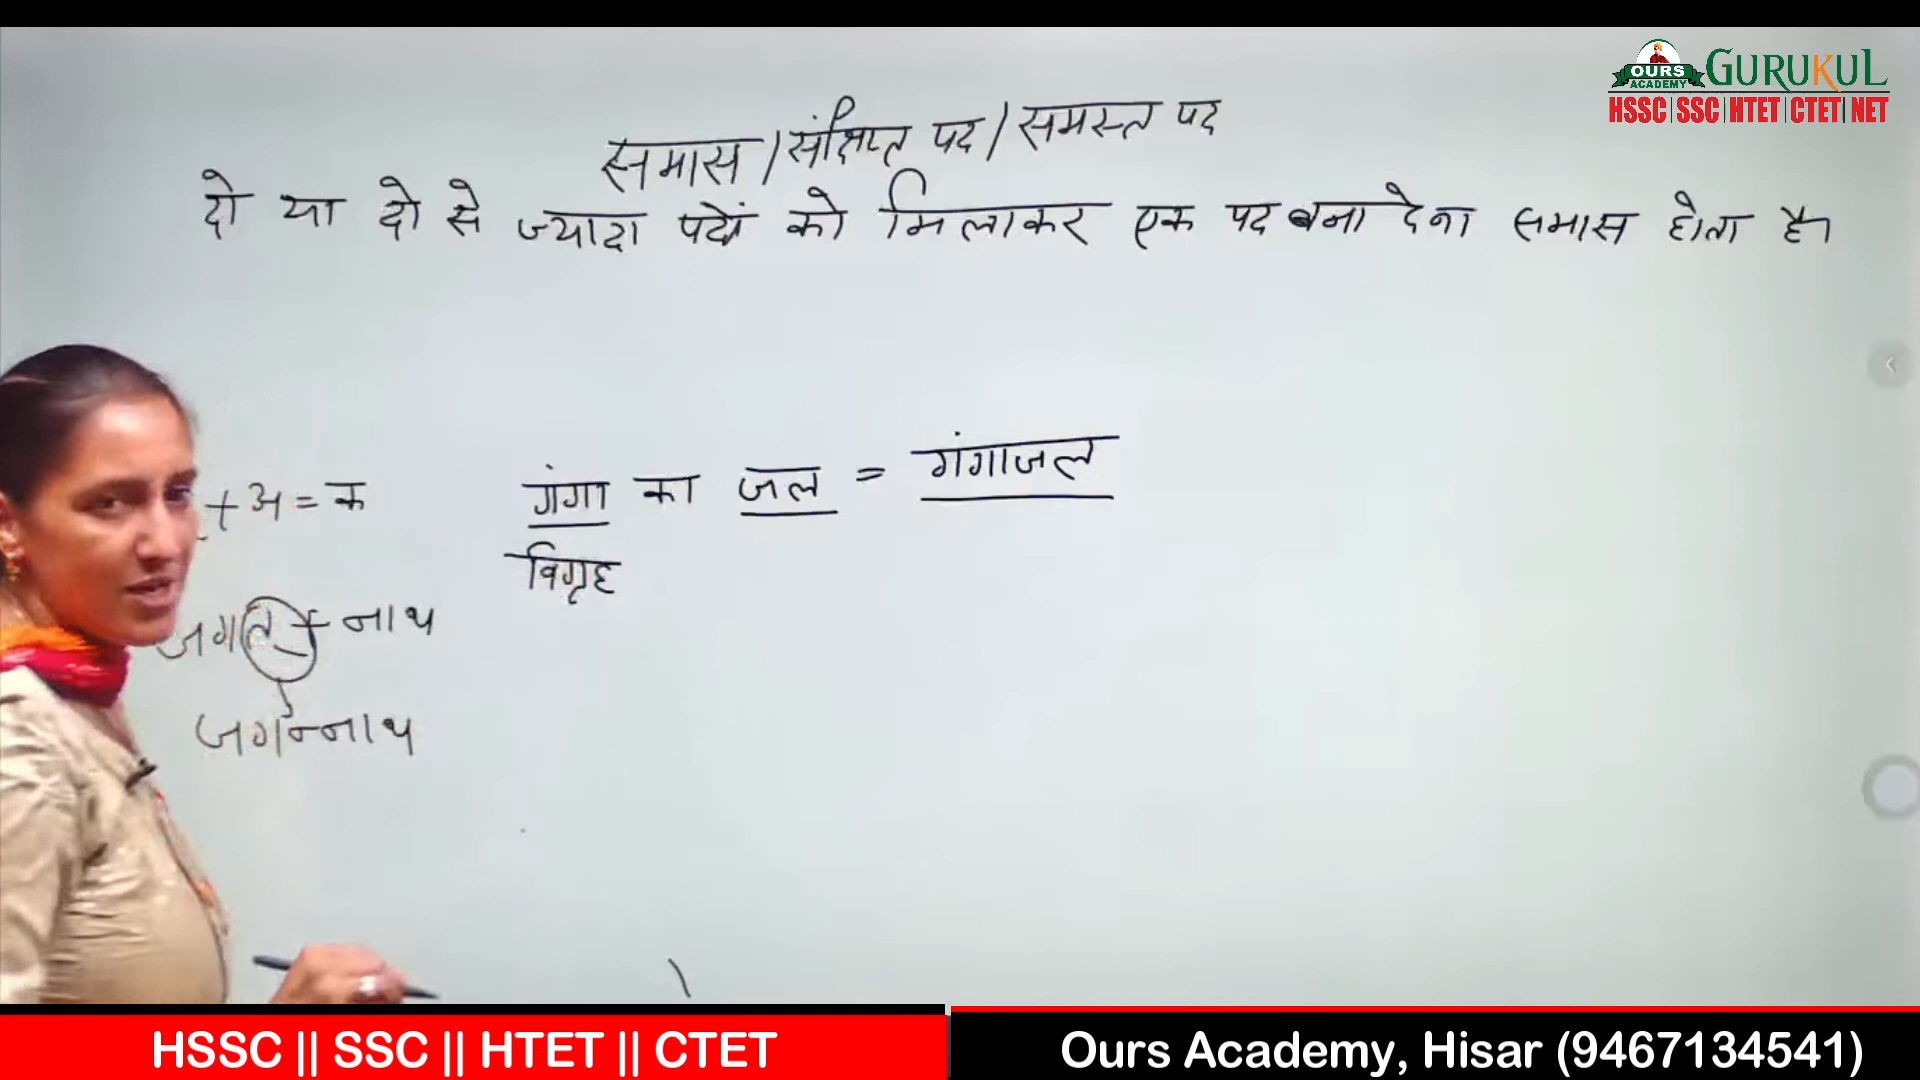 OURS ACADEMY GURUKUL
HSSC | SSC | HTET | CTET | NET
समास / संक्षिप्त पद / समस्त पद
दो या दो से ज्यादा पदों को मिलाकर एक पद बना देना समास होता है।
+ अ = क
गंगा का जल = गंगाजल
विग्रह
जगत् + नाथ
जगन्नाथ
HSSC || SSC || HTET || CTET
Ours Academy, Hisar (9467134541)